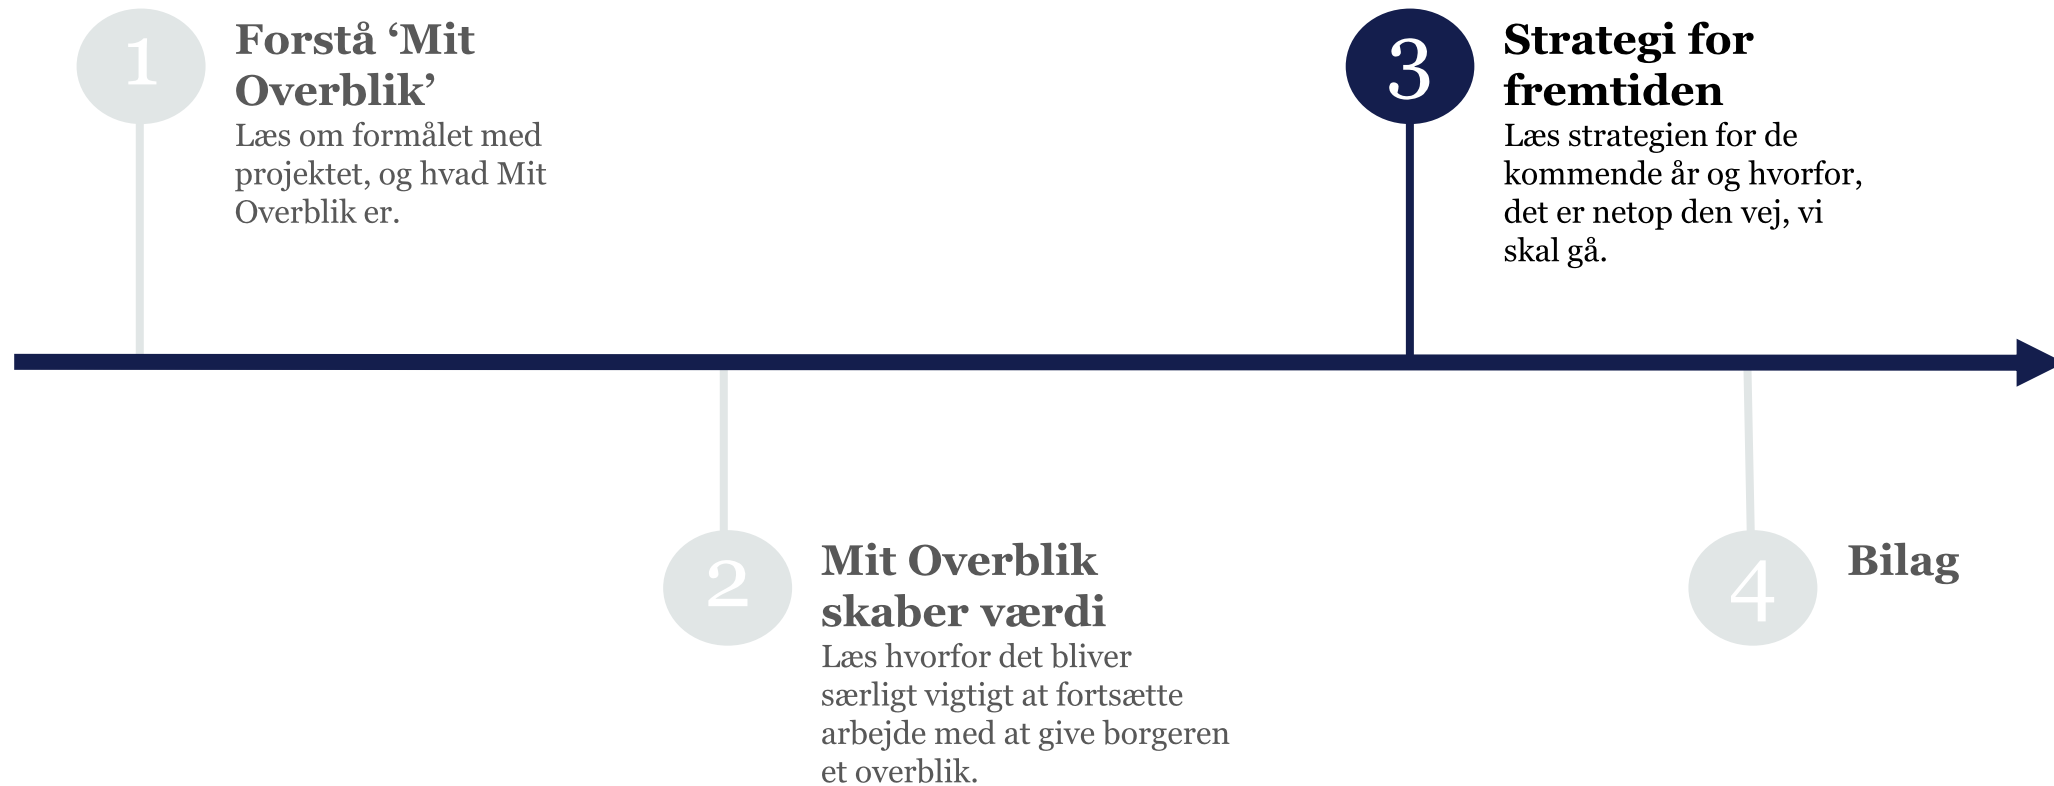 1
Forstå ‘Mit
Overblik’
Læs om formålet med
projektet, og hvad Mit
Overblik er.
2
Mit Overblik
skaber værdi
Læs hvorfor det bliver
særligt vigtigt at fortsætte
arbejde med at give borgeren
et overblik.
3
Strategi for
fremtiden
Læs strategien for de
kommende år og hvorfor,
det er netop den vej, vi
skal gå.
4
Bilag